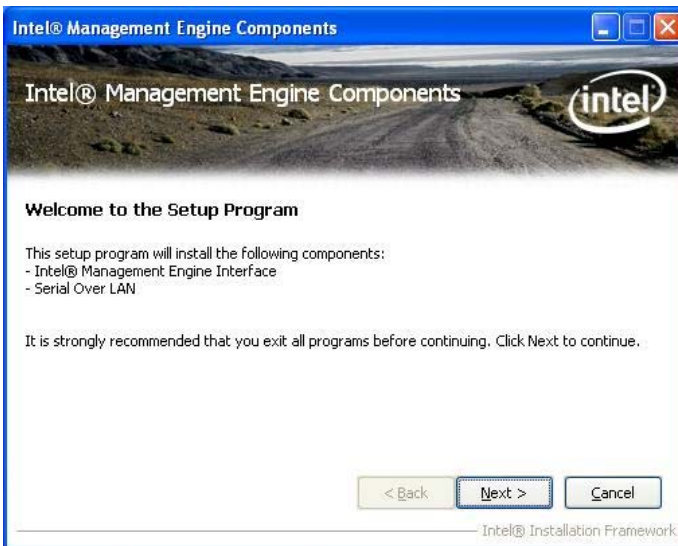 Intel® Management Engine Components
Intel® Management Engine Components
intel
Welcome to the Setup Program
This setup program will install the following components:
- Intel® Management Engine Interface
- Serial Over LAN
It is strongly recommended that you exit all programs before continuing. Click Next to continue.
< Back Next > Cancel
Intel® Installation Framework